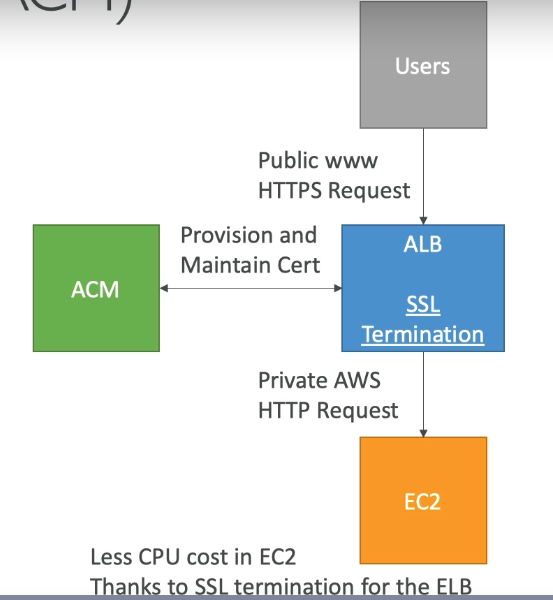 Users
Public www
HTTPS Request
Provision and
Maintain Cert
ACM
ALB
SSL
Termination
Private AWS
HTTP Request
EC2
Less CPU cost in EC2
Thanks to SSL termination for the ELB